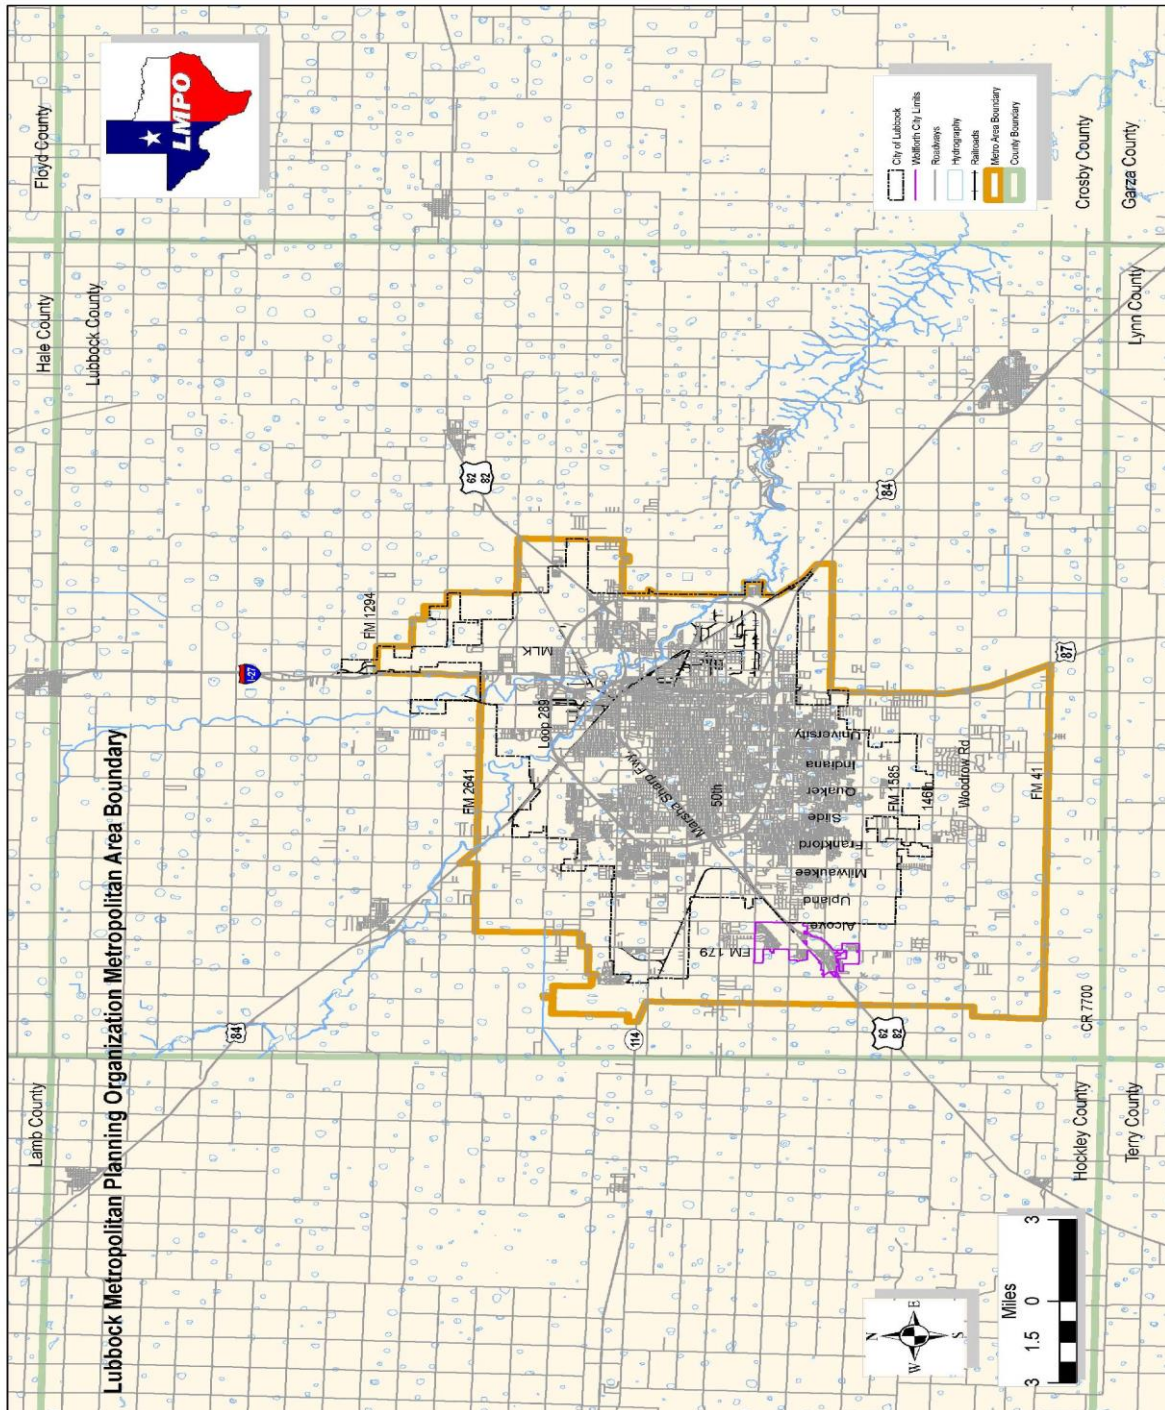 Lubbock Metropolitan Planning Organization Metropolitan Area Boundary
LMPO
Lamb County
Hale County
Floyd County
Lubbock County
84
I-27
FM 1294
62
82
FM 2641
MLK
Loop 289
114
Marsha Sharp Fwy.
50th
FM 179
Alcove
Upland
Milwaukee
Frankford
Slide
Quaker
Indiana
University
84
62
82
FM 1585
146th
Woodrow Rd.
FM 41
87
CR 7700
Hockley County
Terry County
Lynn County
Crosby County
Garza County
City of Lubbock
Wolfforth City Limits
Roadways
Hydrography
Railroads
Metro Area Boundary
County Boundary
N
W
E
S
Miles
3 1.5 0 3